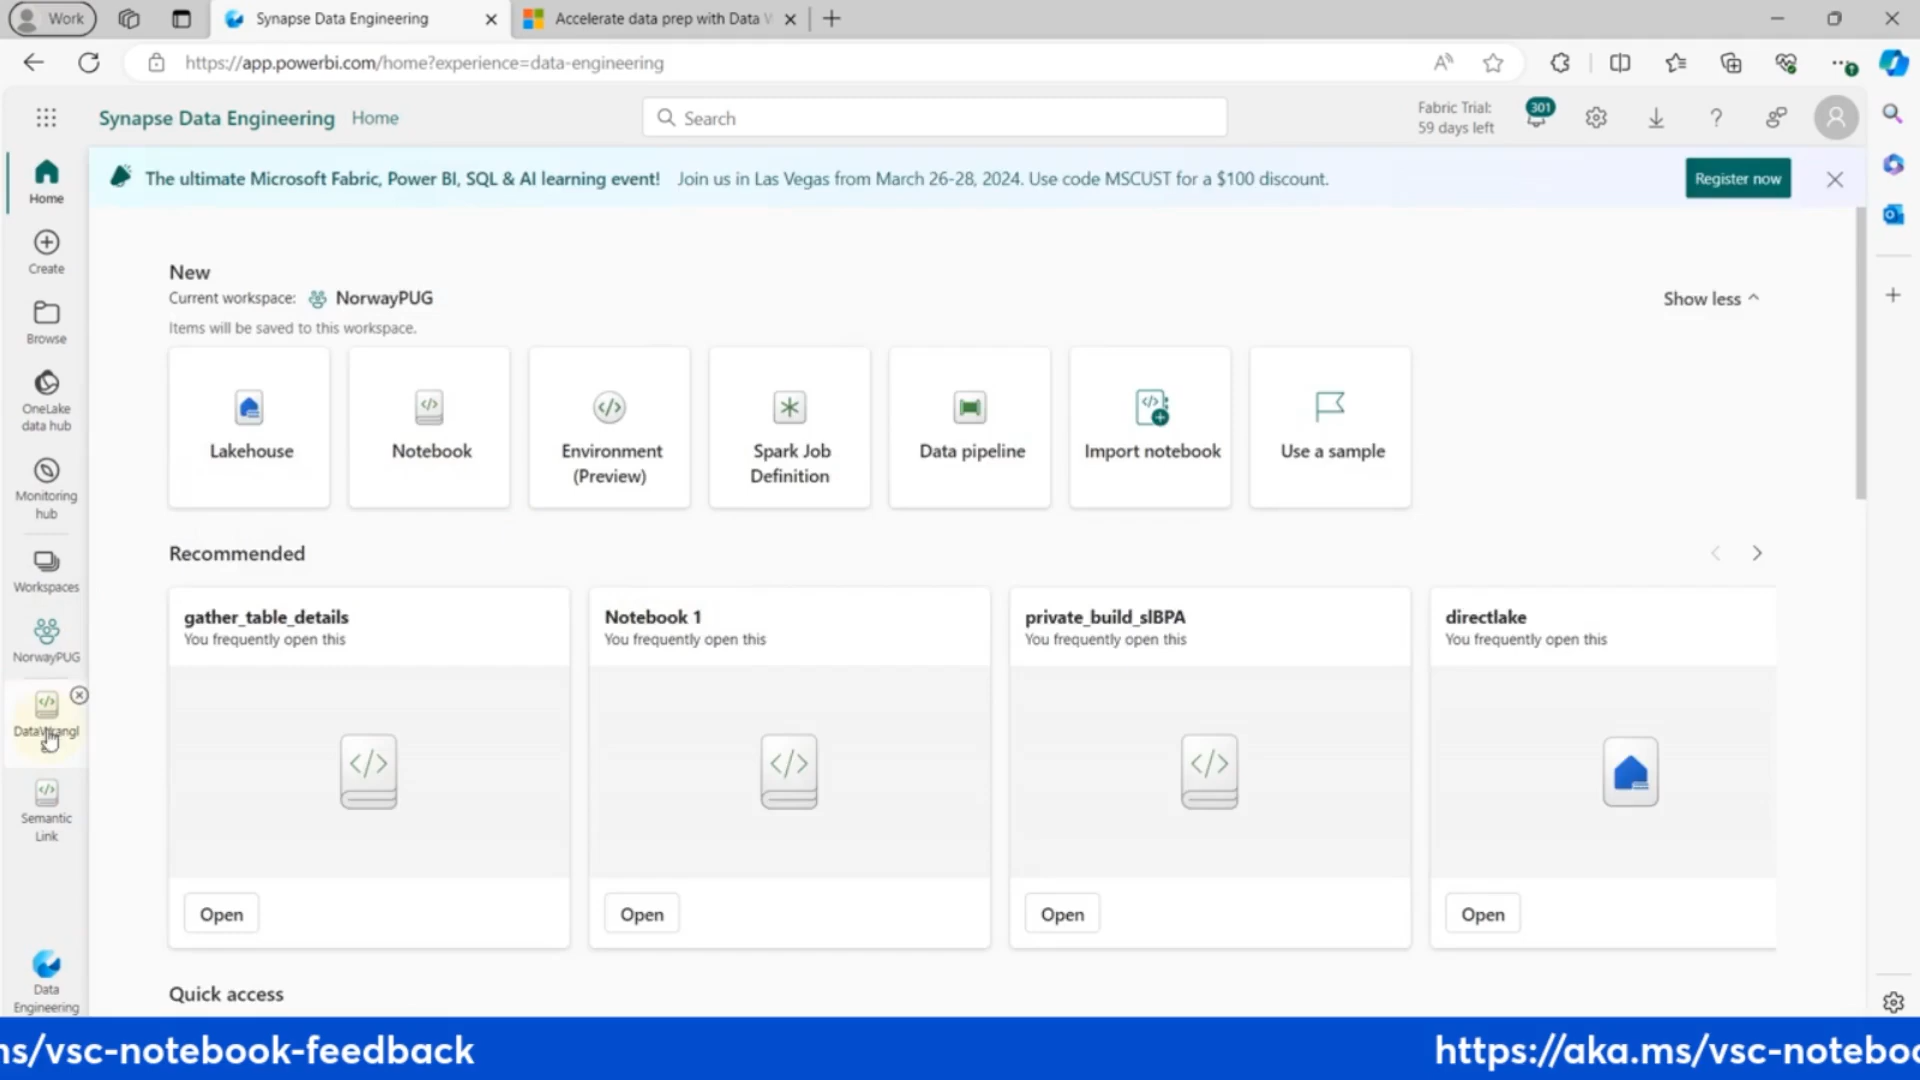 Work
Synapse Data Engineering
Accelerate data prep with Data W
https://app.powerbi.com/home?experience=data-engineering
Synapse Data Engineering Home
Search
Fabric Trial:
59 days left
301
The ultimate Microsoft Fabric, Power BI, SQL & AI learning event! Join us in Las Vegas from March 26-28, 2024. Use code MSCUST for a $100 discount.
Register now
Home
Create
Browse
OneLake
data hub
Monitoring
hub
Workspaces
NorwayPUG
DataWrangl
Semantic
Link
Data
Engineering
New
Current workspace: NorwayPUG
Items will be saved to this workspace.
Show less
Lakehouse
Notebook
Environment
(Preview)
Spark Job
Definition
Data pipeline
Import notebook
Use a sample
Recommended
gather_table_details
You frequently open this
Open
Notebook 1
You frequently open this
Open
private_build_slBPA
You frequently open this
Open
directlake
You frequently open this
Open
Quick access
ms/vsc-notebook-feedback
https://aka.ms/vsc-noteboo